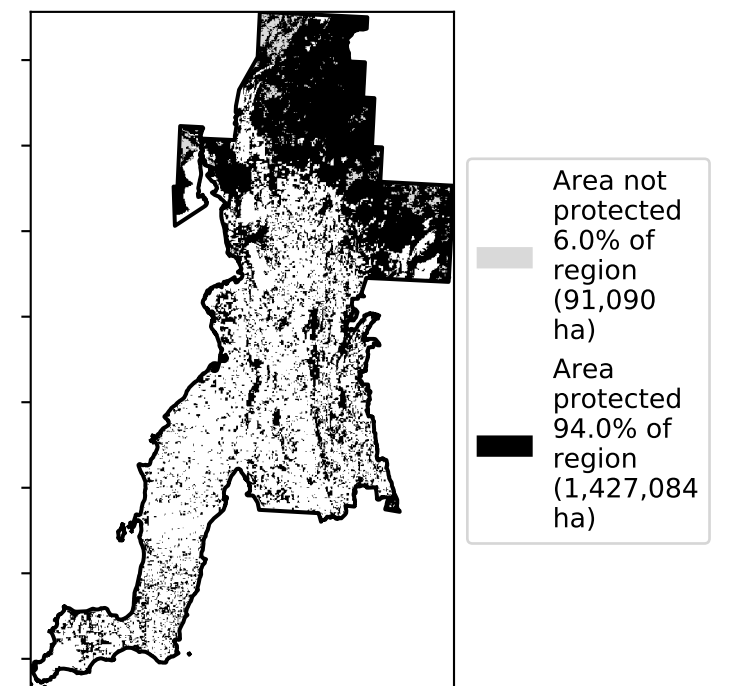 Area not
protected
6.0% of
region
(91,090
ha)
Area
protected
94.0% of
region
(1,427,084
ha)